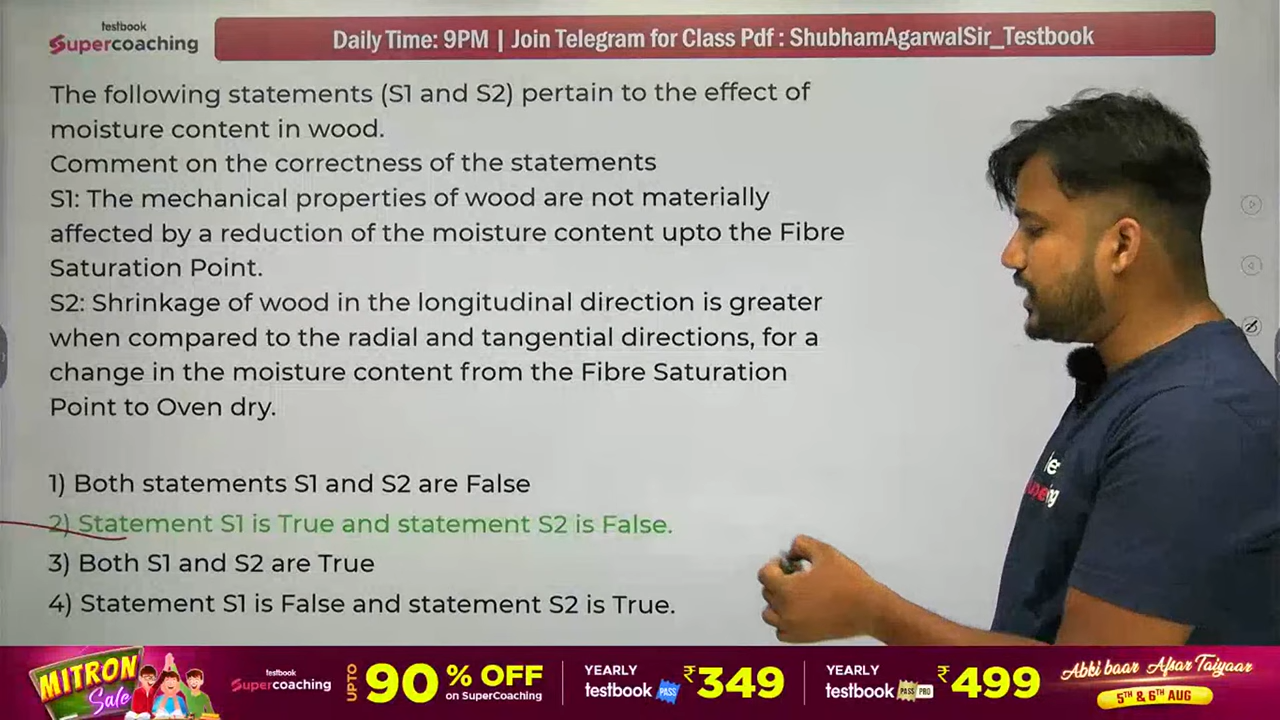 testbook
Supercoaching
Daily Time: 9PM | Join Telegram for Class Pdf : ShubhamAgarwalSir_Testbook
The following statements (S1 and S2) pertain to the effect of
moisture content in wood.
Comment on the correctness of the statements
S1: The mechanical properties of wood are not materially
affected by a reduction of the moisture content upto the Fibre
Saturation Point.
S2: Shrinkage of wood in the longitudinal direction is greater
when compared to the radial and tangential directions, for a
change in the moisture content from the Fibre Saturation
Point to Oven dry.
1) Both statements S1 and S2 are False
2) Statement S1 is True and statement S2 is False.
3) Both S1 and S2 are True
4) Statement S1 is False and statement S2 is True.
MITRON
Sale
testbook
Supercoaching
UPTO 90% OFF
on SuperCoaching
YEARLY
testbook PASS
₹349
YEARLY
testbook PASS PRO
₹499
Abki baar Afsar Taiyaar
5TH & 6TH AUG